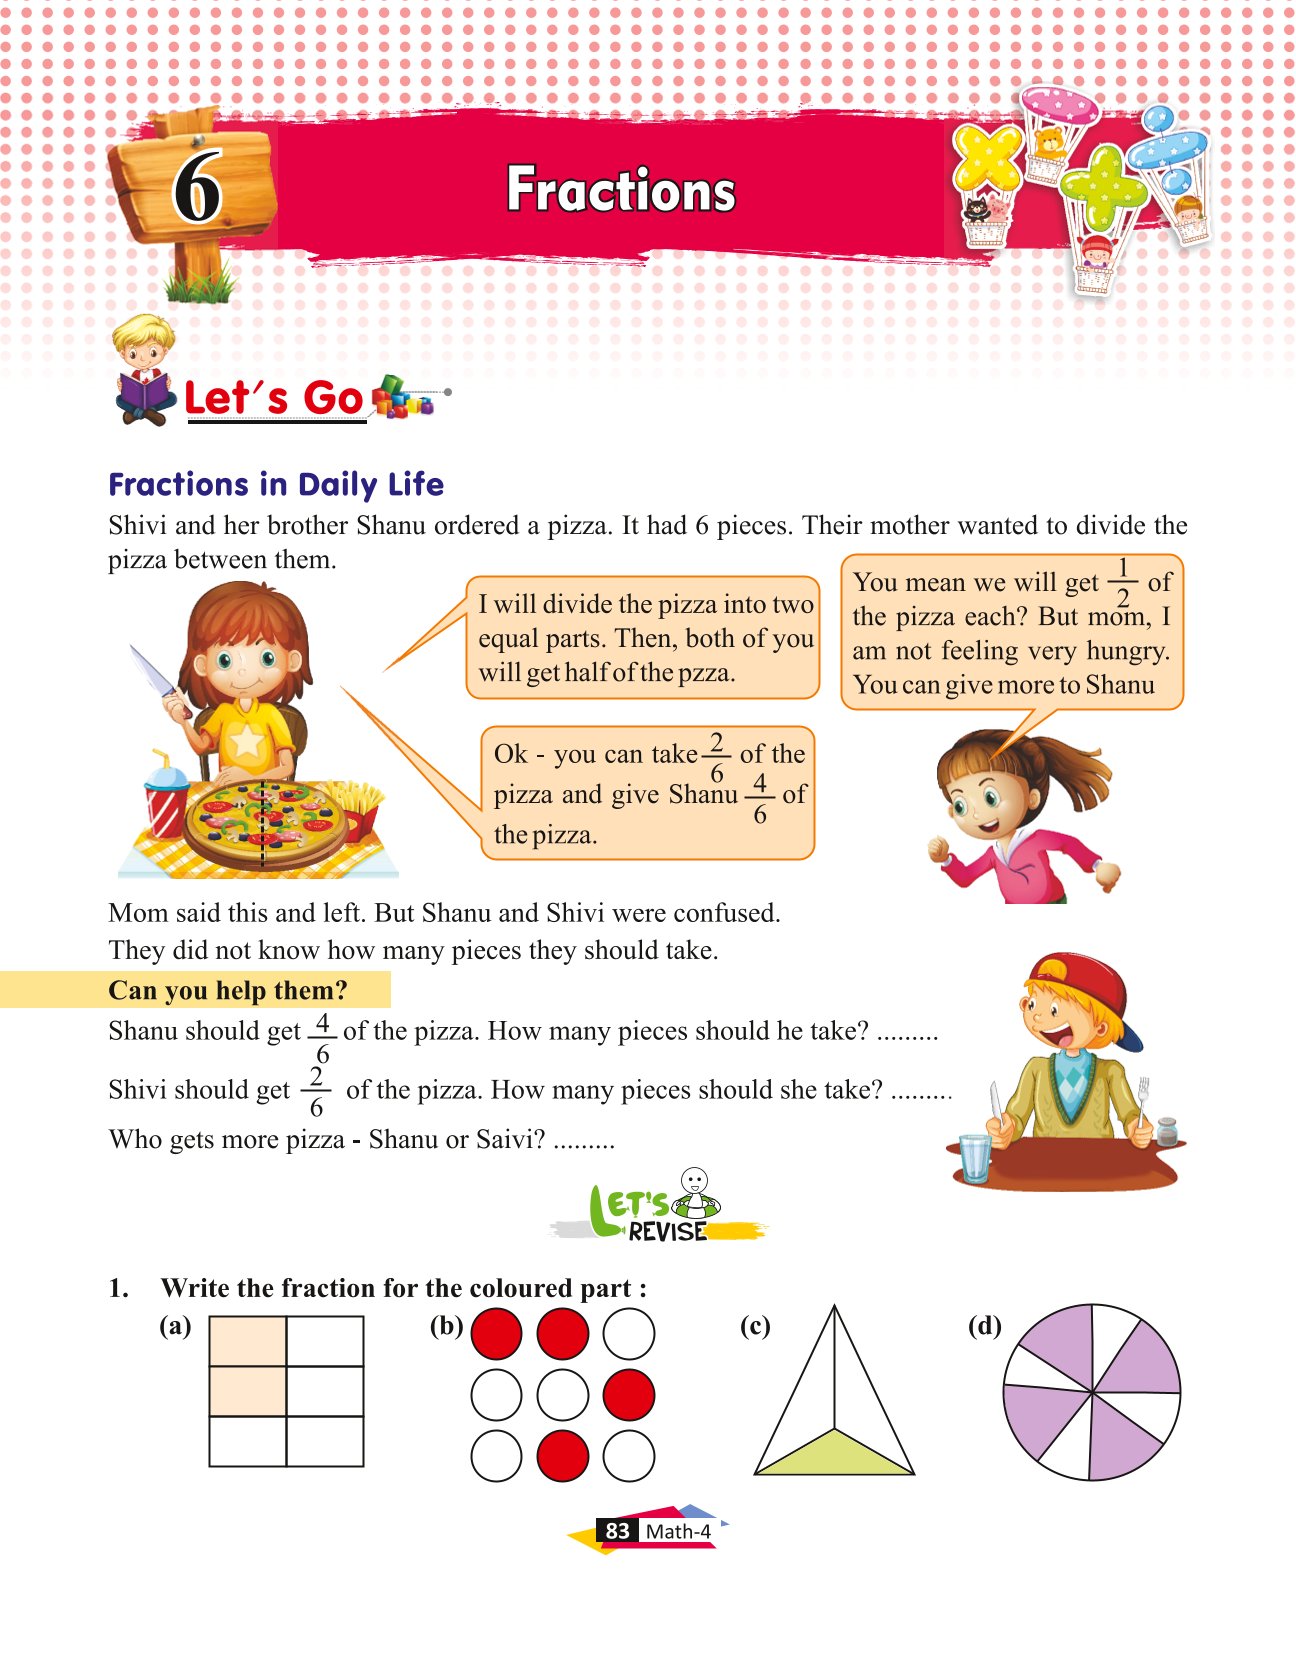 6
Fractions
Let's Go
Fractions in Daily Life
Shivi and her brother Shanu ordered a pizza. It had 6 pieces. Their mother wanted to divide the
pizza between them.
I will divide the pizza into two
equal parts. Then, both of you
will get half of the pzza.
You mean we will get 1/2 of
the pizza each? But mom, I
am not feeling very hungry.
You can give more to Shanu
Ok - you can take 2/6 of the
pizza and give Shanu 4/6 of
the pizza.
Mom said this and left. But Shanu and Shivi were confused.
They did not know how many pieces they should take.
Can you help them?
Shanu should get 4/6 of the pizza. How many pieces should he take? .........
Shivi should get 2/6 of the pizza. How many pieces should she take? .........
Who gets more pizza - Shanu or Saivi? .........
LET'S
REVISE
1. Write the fraction for the coloured part :
(a) (b) (c) (d)
83 Math-4